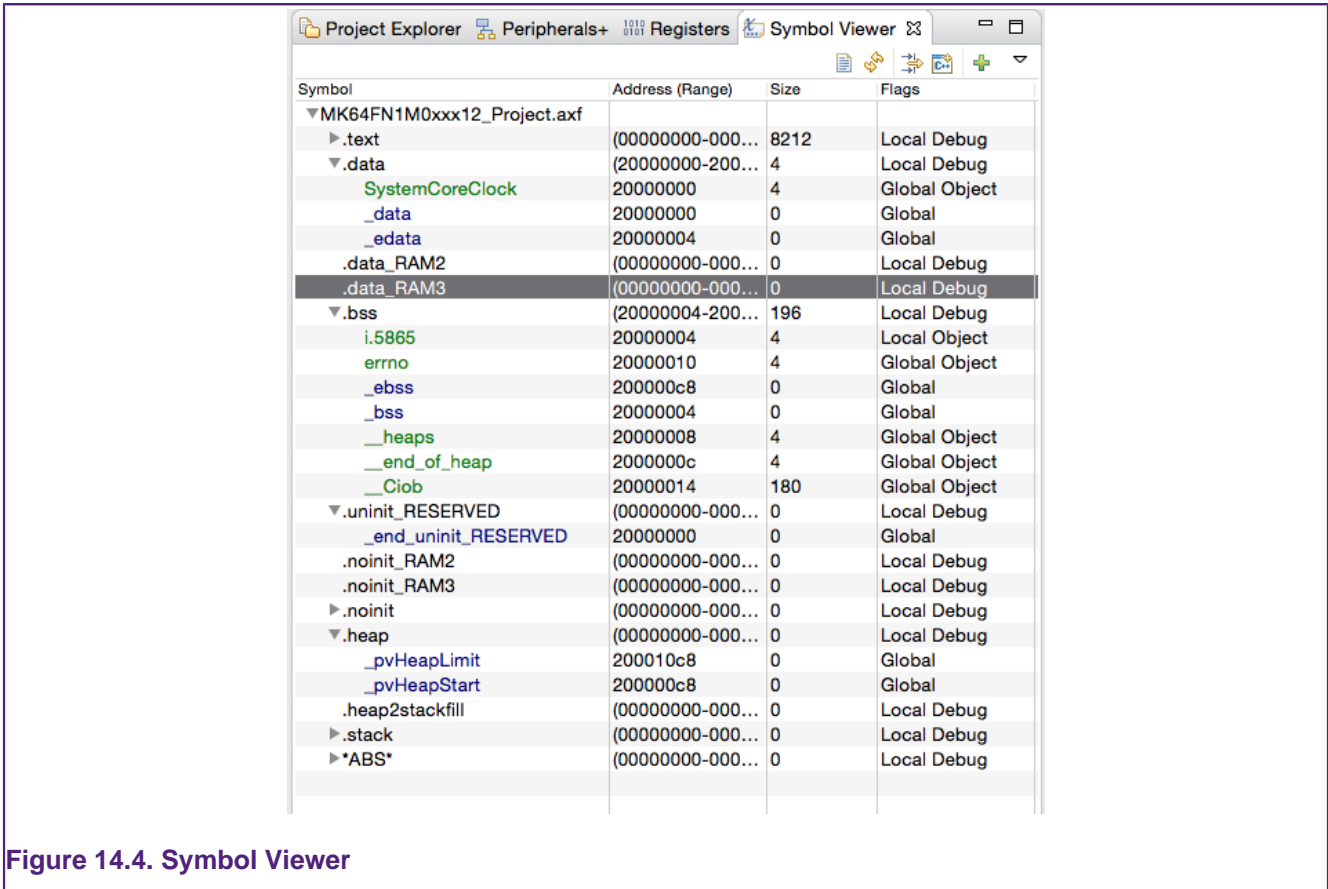 Project Explorer Peripherals+ Registers Symbol Viewer
Symbol Address (Range) Size Flags
MK64FN1M0xxx12_Project.axf
.text (00000000-000... 8212 Local Debug
.data (20000000-200... 4 Local Debug
SystemCoreClock 20000000 4 Global Object
_data 20000000 0 Global
_edata 20000004 0 Global
.data_RAM2 (00000000-000... 0 Local Debug
.data_RAM3 (00000000-000... 0 Local Debug
.bss (20000004-200... 196 Local Debug
i.5865 20000004 4 Local Object
errno 20000010 4 Global Object
_ebss 200000c8 0 Global
_bss 20000004 0 Global
__heaps 20000008 4 Global Object
__end_of_heap 2000000c 4 Global Object
__Ciob 20000014 180 Global Object
.uninit_RESERVED (00000000-000... 0 Local Debug
_end_uninit_RESERVED 20000000 0 Global
.noinit_RAM2 (00000000-000... 0 Local Debug
.noinit_RAM3 (00000000-000... 0 Local Debug
.noinit (00000000-000... 0 Local Debug
.heap (00000000-000... 0 Local Debug
_pvHeapLimit 200010c8 0 Global
_pvHeapStart 200000c8 0 Global
.heap2stackfill (00000000-000... 0 Local Debug
.stack (00000000-000... 0 Local Debug
*ABS* (00000000-000... 0 Local Debug
Figure 14.4. Symbol Viewer